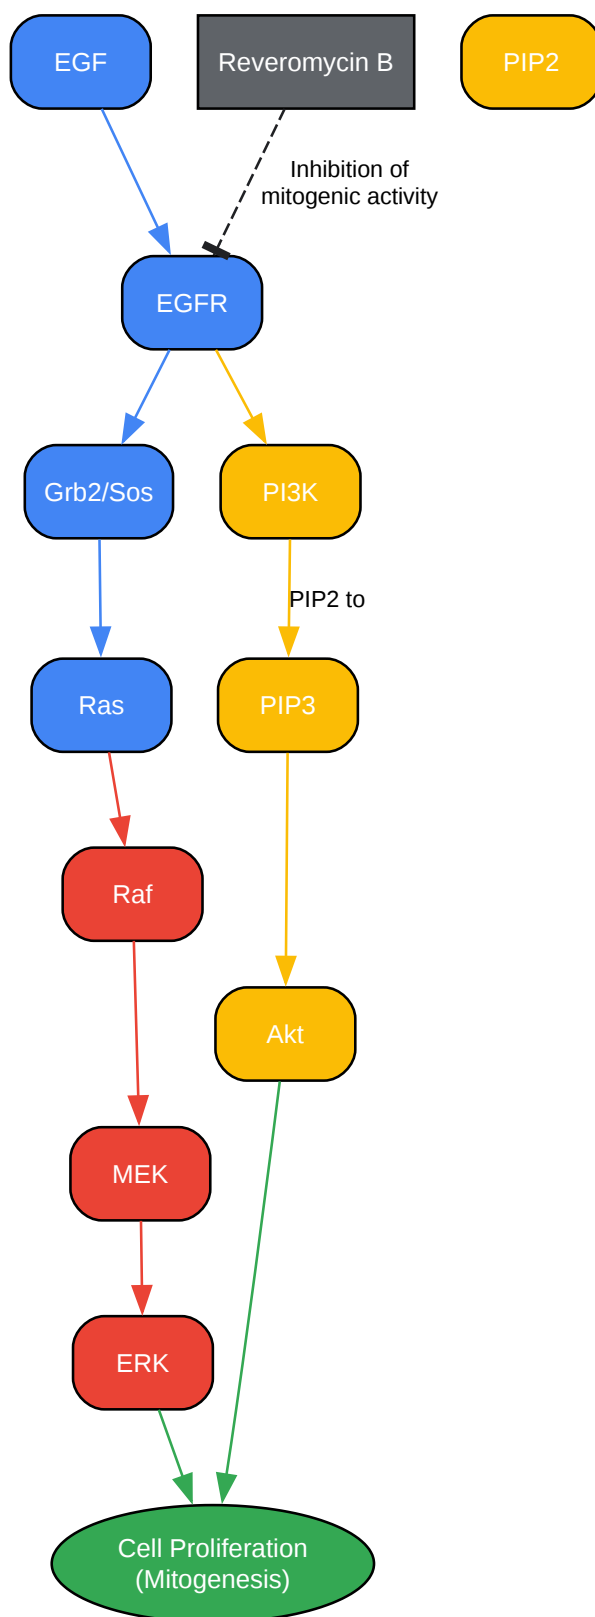 EGF
Reveromycin B
PIP2
Inhibition of
mitogenic activity
EGFR
Grb2/Sos
PI3K
PIP2 to
Ras
PIP3
Raf
Akt
MEK
ERK
Cell Proliferation
(Mitogenesis)